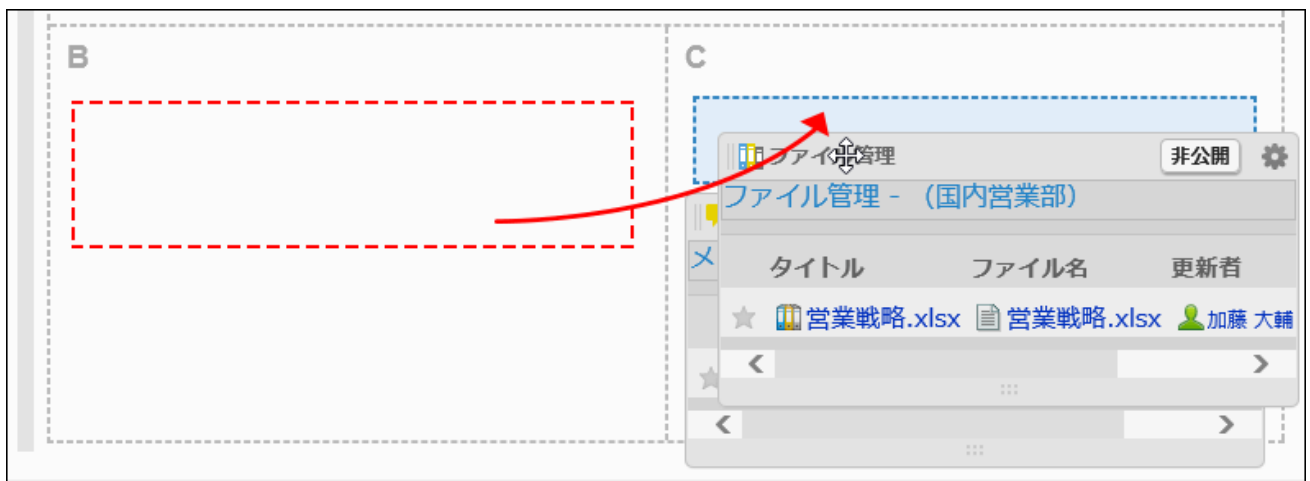 B
C
ファイル管理
非公開
ファイル管理 - （国内営業部）
メ
タイトル ファイル名 更新者
営業戦略.xlsx 営業戦略.xlsx 加藤 大輔